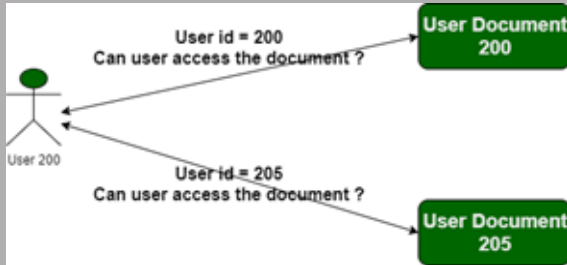 User Document
200
User id = 200
Can user access the document ?
User 200
User id = 205
Can user access the document ?
User Document
205